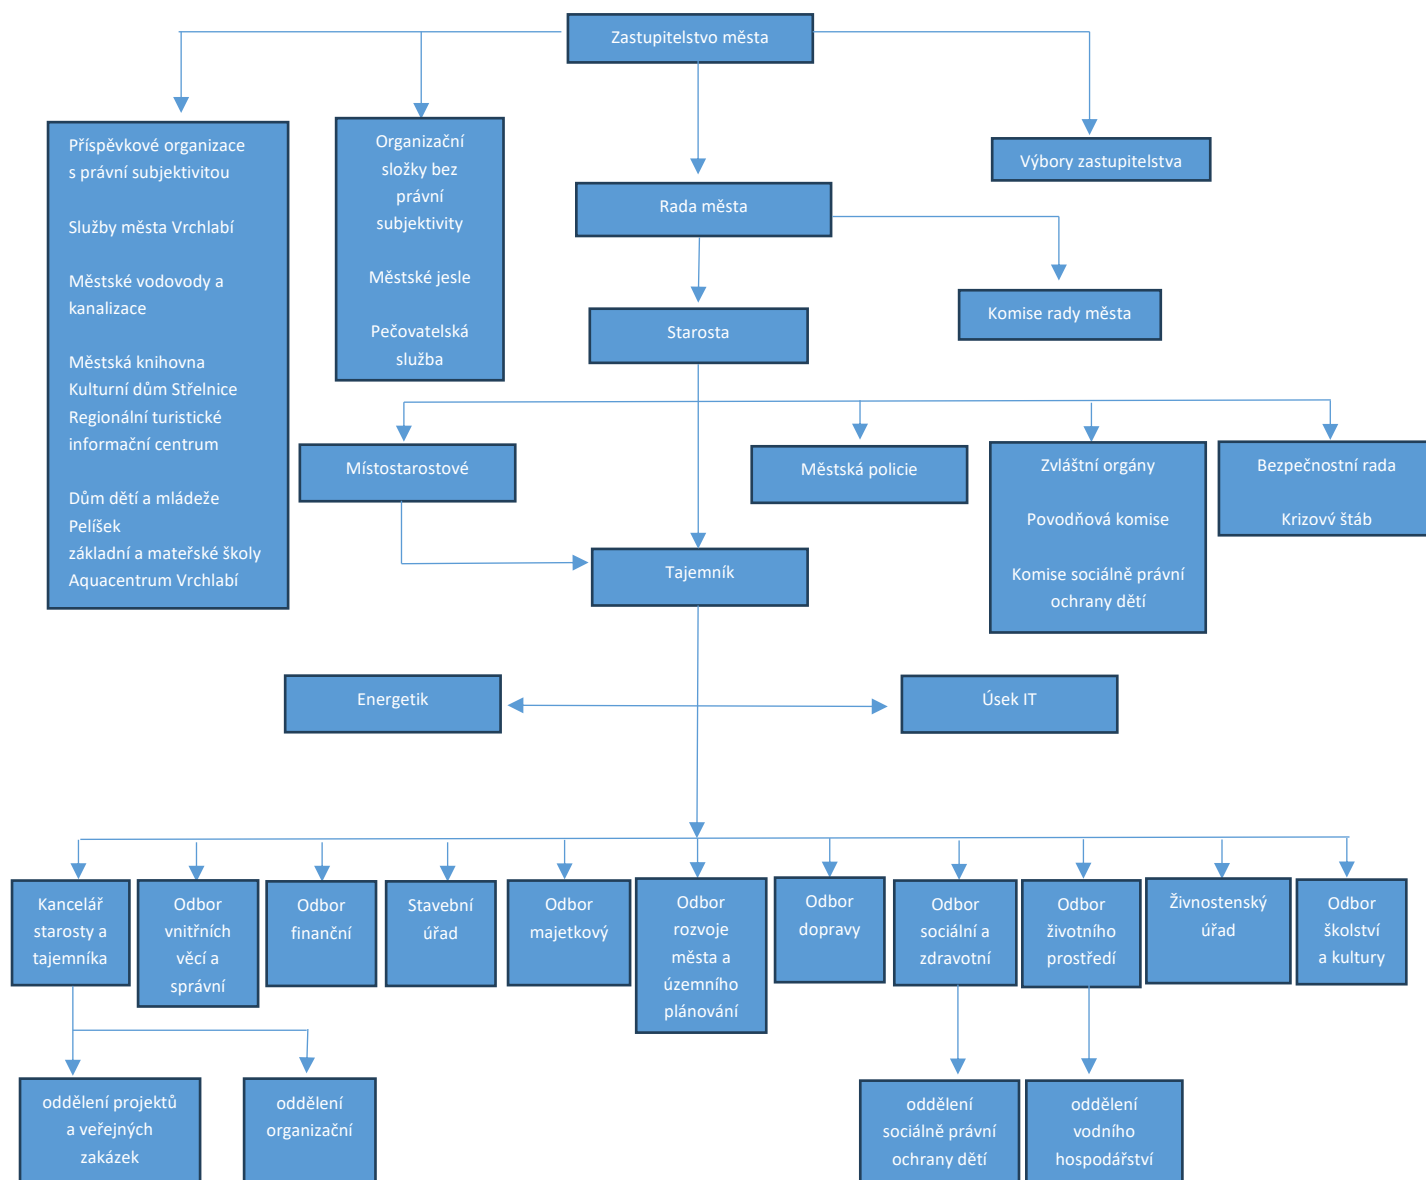 Zastupitelstvo města
Příspěvkové organizace
s právní subjektivitou
Služby města Vrchlabí
Městské vodovody a
kanalizace
Městská knihovna
Kulturní dům Střelnice
Regionální turistické
informační centrum
Dům dětí a mládeže
Pelíšek
základní a mateřské školy
Aquacentrum Vrchlabí
Organizační
složky bez
právní
subjektivity
Městské jesle
Pečovatelská
služba
Výbory zastupitelstva
Rada města
Komise rady města
Starosta
Místostarostové
Městská policie
Zvláštní orgány
Povodňová komise
Komise sociálně právní
ochrany dětí
Bezpečnostní rada
Krizový štáb
Tajemník
Energetik
Úsek IT
Kancelář
starosty a
tajemníka
Odbor
vnitřních
věcí a
správní
Odbor
finanční
Stavební
úřad
Odbor
majetkový
Odbor
rozvoje
města a
územního
plánování
Odbor
dopravy
Odbor
sociální a
zdravotní
Odbor
životního
prostředí
Živnostenský
úřad
Odbor
školství
a kultury
oddělení projektů
a veřejných
zakázek
oddělení
organizační
oddělení
sociálně právní
ochrany dětí
oddělení
vodního
hospodářství